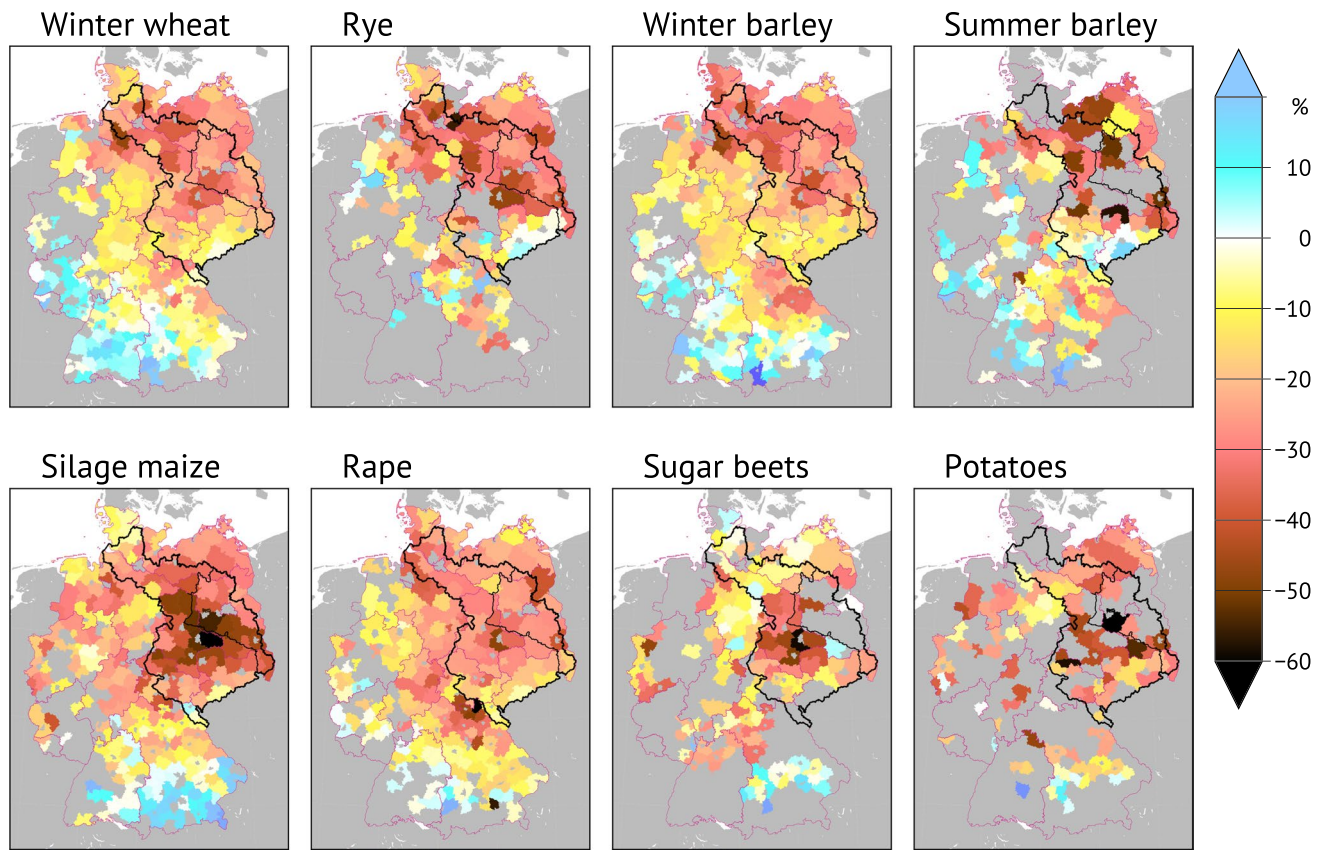 Winter wheat
Rye
Winter barley
Summer barley
%
10
0
−10
−20
−30
−40
−50
−60
Silage maize
Rape
Sugar beets
Potatoes